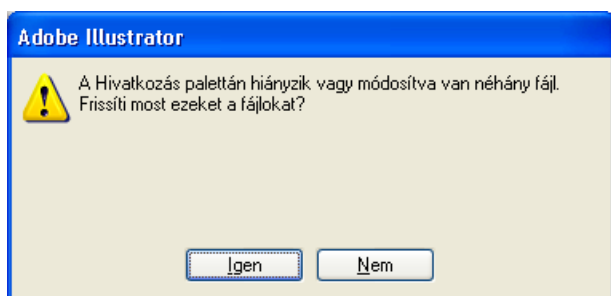 Adobe Illustrator
A Hivatkozás palettán hiányzik vagy módosítva van néhány fájl.
Frissíti most ezeket a fájlokat?
Igen
Nem